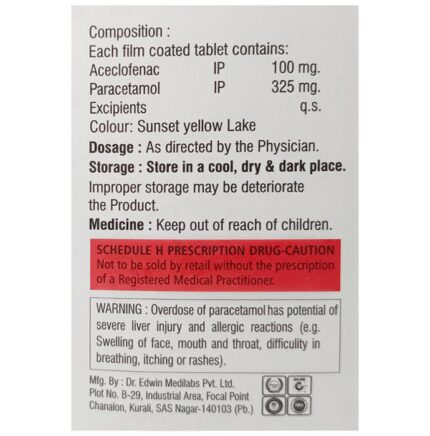 Composition :
Each film coated tablet contains:
Aceclofenac IP 100 mg.
Paracetamol IP 325 mg.
Excipients q.s.
Colour: Sunset yellow Lake
Dosage : As directed by the Physician.
Storage : Store in a cool, dry & dark place.
Improper storage may be deteriorate
the Product.
Medicine : Keep out of reach of children.
SCHEDULE H PRESCRIPTION DRUG-CAUTION
Not to be sold by retail without the prescription
of a Registered Medical Practitioner.
WARNING : Overdose of paracetamol has potential of
severe liver injury and allergic reactions (e.g.
Swelling of face, mouth and throat, difficulty in
breathing, itching or rashes).
Mfg. By : Dr. Edwin Medilabs Pvt. Ltd.
Plot No. B-29, Industrial Area, Focal Point
Chanalon, Kurali, SAS Nagar-140103 (Pb.)